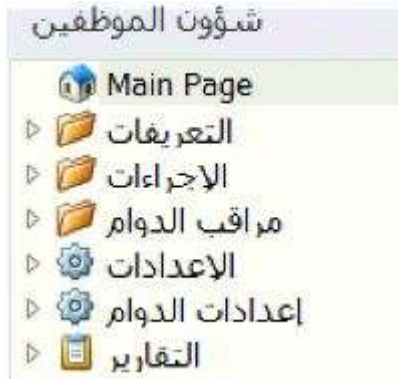 شؤون الموظفين
Main Page
التعريفات
الاجراءات
مراقب الدوام
الاعدادات
إعدادات الدوام
التقارير